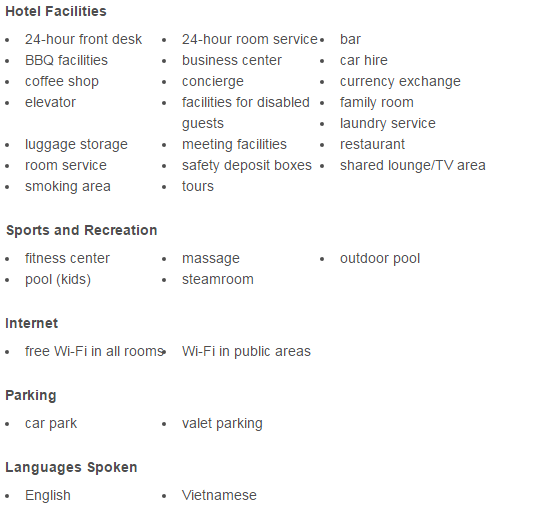 Hotel Facilities
24-hour front desk 24-hour room service bar
BBQ facilities business center car hire
coffee shop concierge currency exchange
elevator facilities for disabled family room
guests laundry service
luggage storage meeting facilities restaurant
room service safety deposit boxes shared lounge/TV area
smoking area tours
Sports and Recreation
fitness center massage outdoor pool
pool (kids) steamroom
Internet
free Wi-Fi in all rooms Wi-Fi in public areas
Parking
car park valet parking
Languages Spoken
English Vietnamese